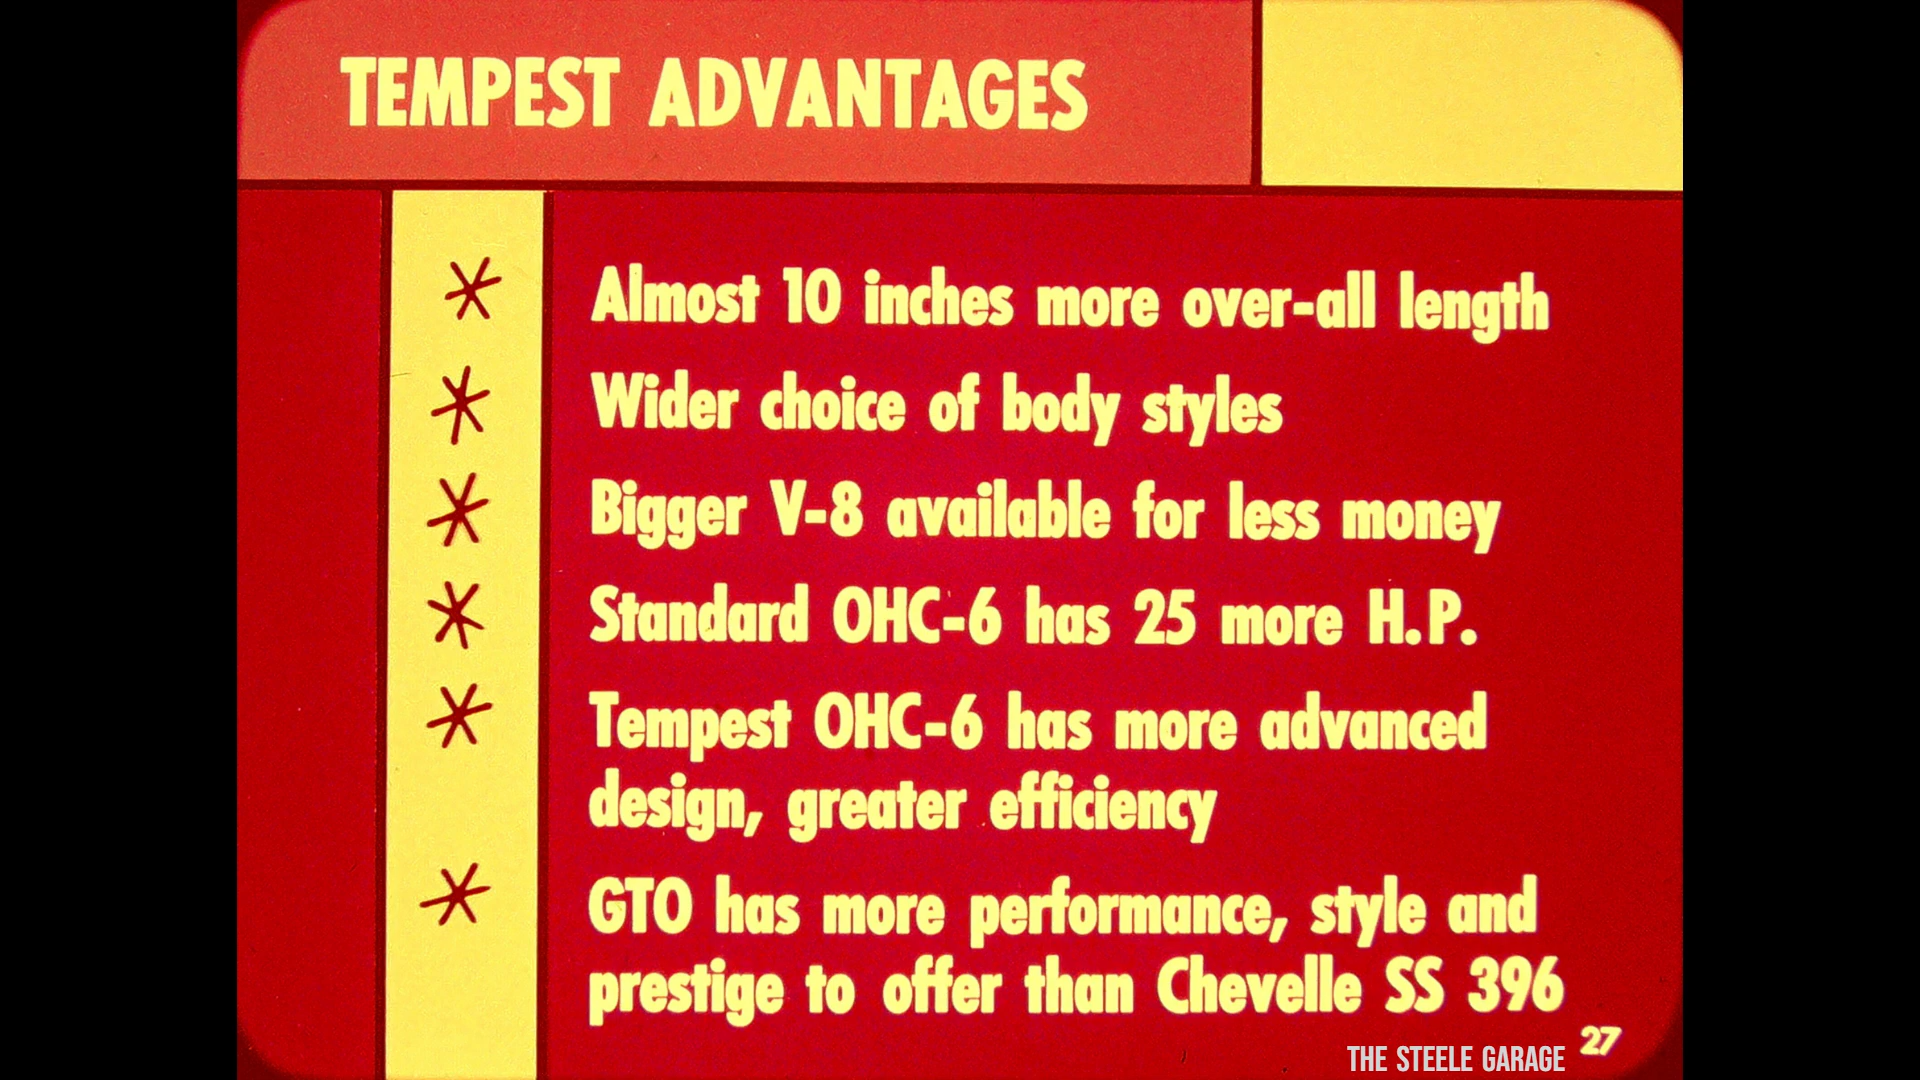 TEMPEST ADVANTAGES
* Almost 10 inches more over-all length
* Wider choice of body styles
* Bigger V-8 available for less money
* Standard OHC-6 has 25 more H.P.
* Tempest OHC-6 has more advanced
design, greater efficiency
* GTO has more performance, style and
prestige to offer than Chevelle SS 396
27
THE STEELE GARAGE